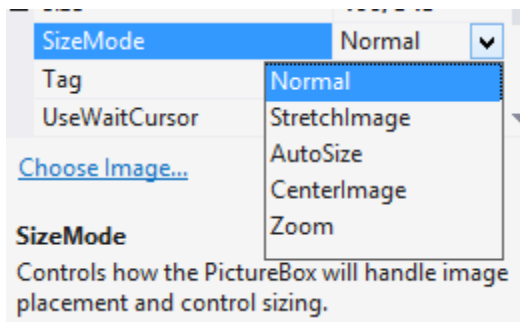 SizeMode Normal
Tag Normal
UseWaitCursor StretchImage
AutoSize
Choose Image...
CenterImage
Zoom
SizeMode
Controls how the PictureBox will handle image
placement and control sizing.